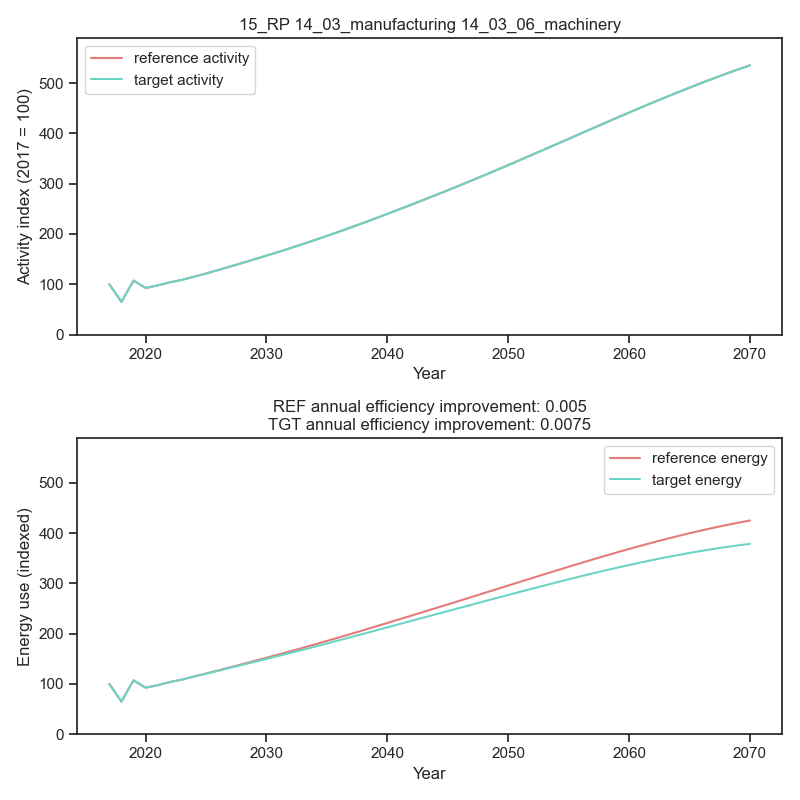 15_RP 14_03_manufacturing 14_03_06_machinery
reference activity
target activity
Activity index (2017 = 100)
500
400
300
200
100
0
2020 2030 2040 2050 2060 2070
Year
REF annual efficiency improvement: 0.005
TGT annual efficiency improvement: 0.0075
reference energy
target energy
Energy use (indexed)
500
400
300
200
100
0
2020 2030 2040 2050 2060 2070
Year